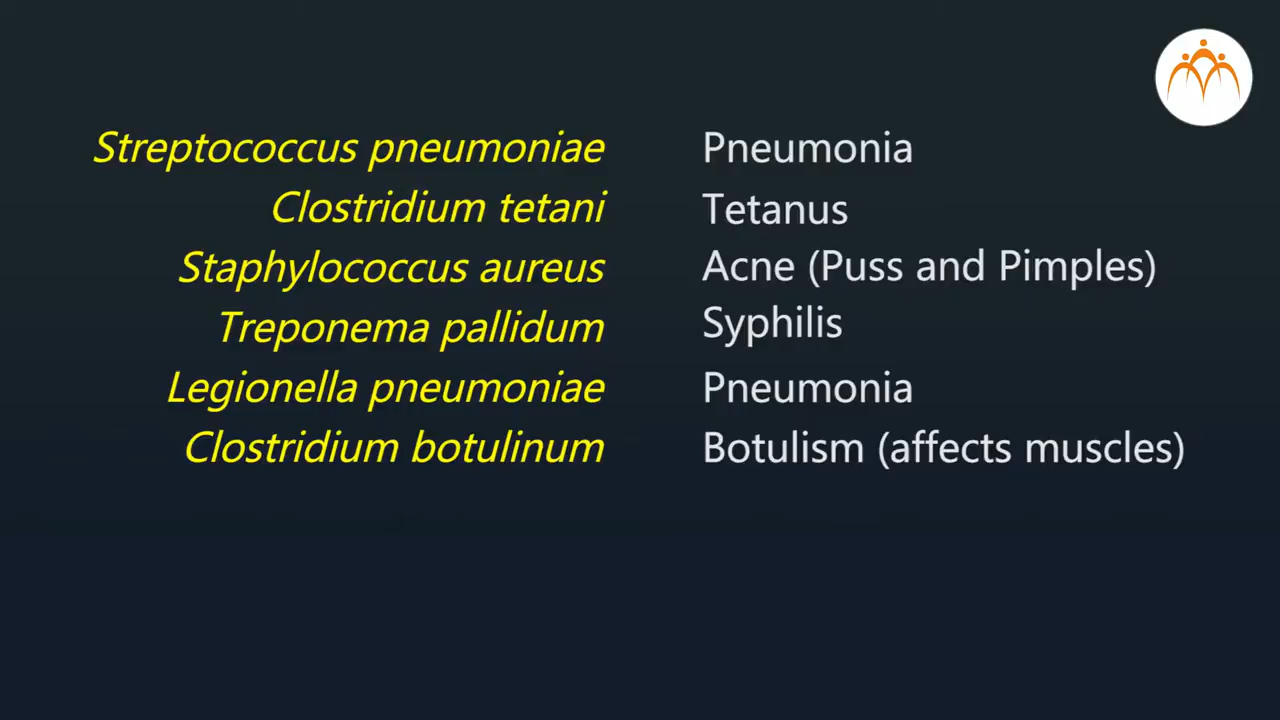 Streptococcus pneumoniae Pneumonia
Clostridium tetani Tetanus
Staphylococcus aureus Acne (Puss and Pimples)
Treponema pallidum Syphilis
Legionella pneumoniae Pneumonia
Clostridium botulinum Botulism (affects muscles)